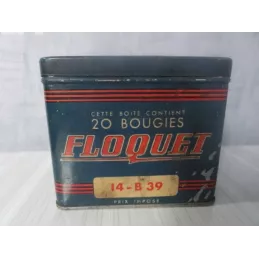 CETTE BOITE CONTIENT
20 BOUGIES
FLOQUET
14-B 39
PRIX IMPOSÉ